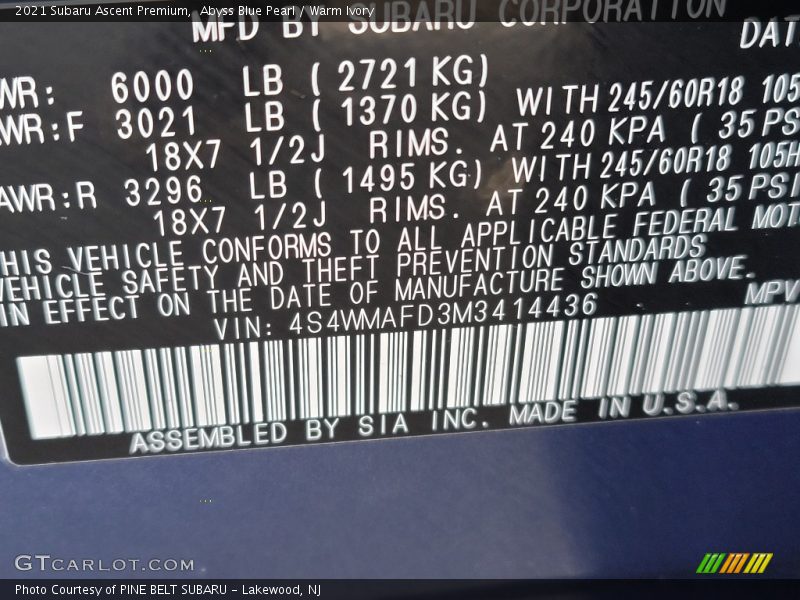 2021 Subaru Ascent Premium, Abyss Blue Pearl / Warm Ivory
MFD BY SUBARU CORPORATION
DAT
WR: 6000 LB ( 2721 KG)
AWR:F 3021 LB ( 1370 KG) WITH 245/60R18 105
18X7 1/2J RIMS. AT 240 KPA ( 35 PS
AWR:R 3296 LB ( 1495 KG) WITH 245/60R18 105H
18X7 1/2J RIMS. AT 240 KPA ( 35 PSI
HIS VEHICLE CONFORMS TO ALL APPLICABLE FEDERAL MOT
VEHICLE SAFETY AND THEFT PREVENTION STANDARDS
IN EFFECT ON THE DATE OF MANUFACTURE SHOWN ABOVE.
VIN: 4S4WMAFD3M3414436 MPV
ASSEMBLED BY SIA INC. MADE IN U.S.A.
GTCARLOT.COM
Photo Courtesy of PINE BELT SUBARU - Lakewood, NJ